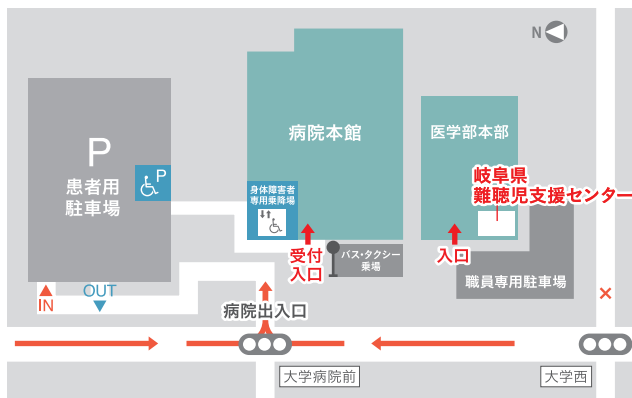 N
病院本館
医学部本部
P
患者用
駐車場
P
身体障害者
専用乗降場
岐阜県
難聴児支援センター
受付
入口
バス・タクシー
乗場
入口
職員専用駐車場
IN
OUT
病院出入口
大学病院前
大学西